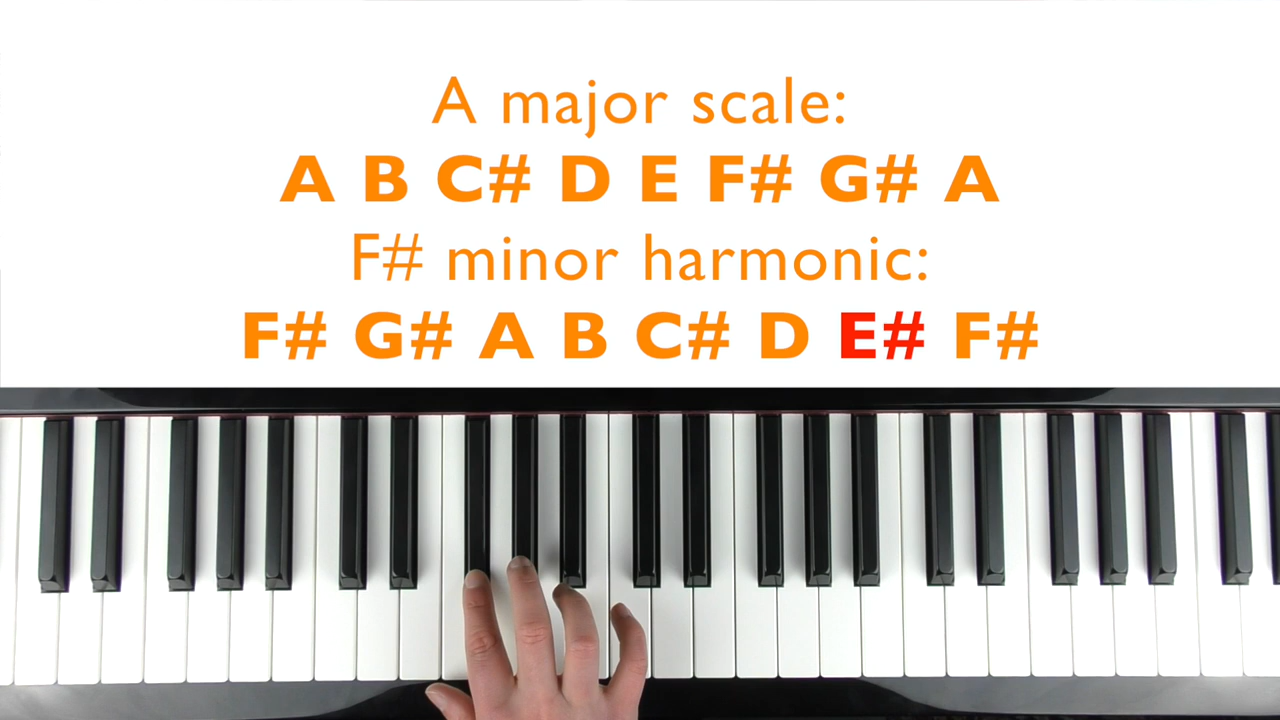 A major scale:
A B C# D E F# G# A
F# minor harmonic:
F# G# A B C# D E# F#